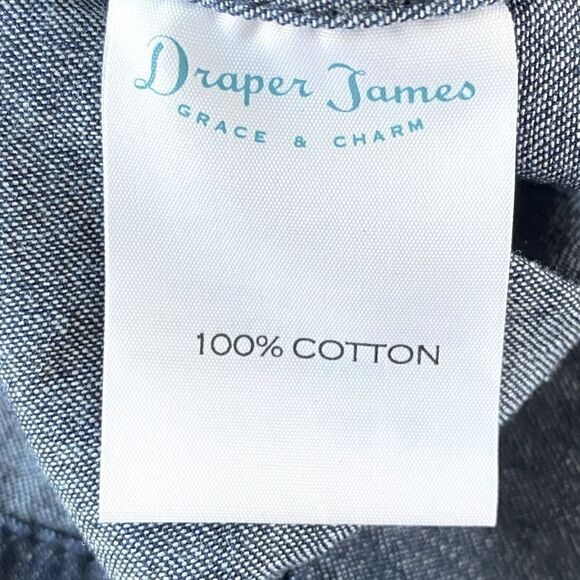 Draper James
GRACE & CHARM
100% COTTON